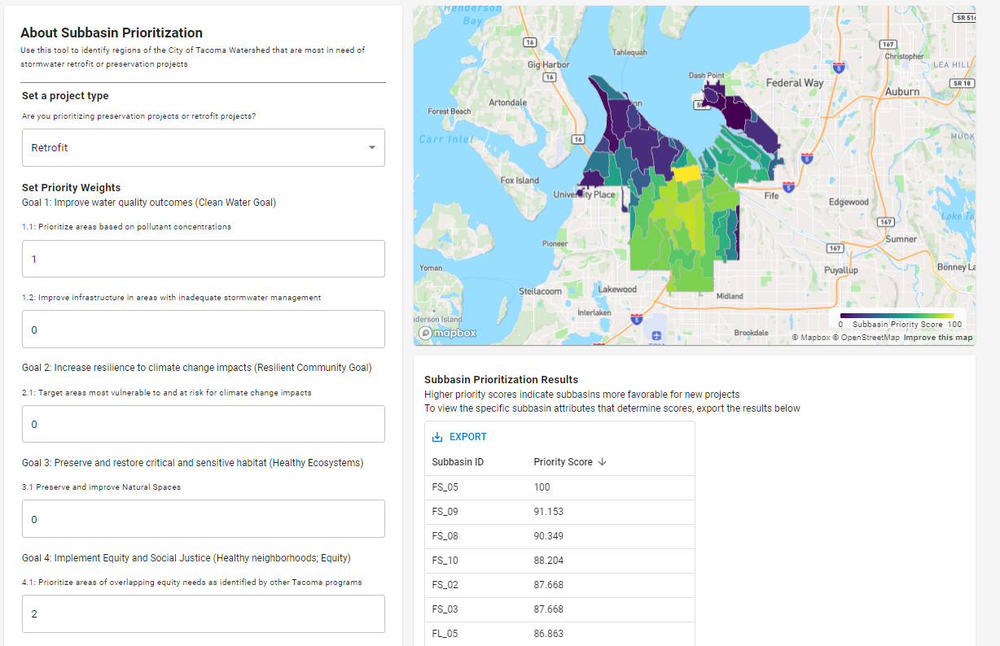 About Subbasin Prioritization
Use this tool to identify regions of the City of Tacoma Watershed that are most in need of
stormwater retrofit or preservation projects
Set a project type
Are you prioritizing preservation projects or retrofit projects?
Retrofit
Set Priority Weights
Goal 1: Improve water quality outcomes (Clean Water Goal)
1.1: Prioritize areas based on pollutant concentrations
1
1.2: Improve infrastructure in areas with inadequate stormwater management
0
Goal 2: Increase resilience to climate change impacts (Resilient Community Goal)
2.1: Target areas most vulnerable to and at risk for climate change impacts
0
Goal 3: Preserve and restore critical and sensitive habitat (Healthy Ecosystems)
3.1 Preserve and improve Natural Spaces
0
Goal 4: Implement Equity and Social Justice (Healthy neighborhoods; Equity)
4.1: Prioritize areas of overlapping equity needs as identified by other Tacoma programs
2
Henderson
Bay
SR 516
16
167
Tahlequah
Christopher
Gig Harbor
5
LEA HILL
16
Dash Point
Federal Way
SR 18
Auburn
Artondale
Forest Beach
Carr Inlet
16
MUCK
5
Fox Island
University Place
5
Fife
Edgewood
Lake Ta
167
Pioneer
Sumner
167
Yoman
Puyallup
Bonney La
Steilacoom
Lakewood
Midland
Interlaken
5
nderson Island
mapbox
Brookdale
0 Subbasin Priority Score 100
© Mapbox © OpenStreetMap Improve this map
Subbasin Prioritization Results
Higher priority scores indicate subbasins more favorable for new projects
To view the specific subbasin attributes that determine scores, export the results below
EXPORT
Subbasin ID Priority Score
FS_05 100
FS_09 91.153
FS_08 90.349
FS_10 88.204
FS_02 87.668
FS_03 87.668
FL_05 86.863